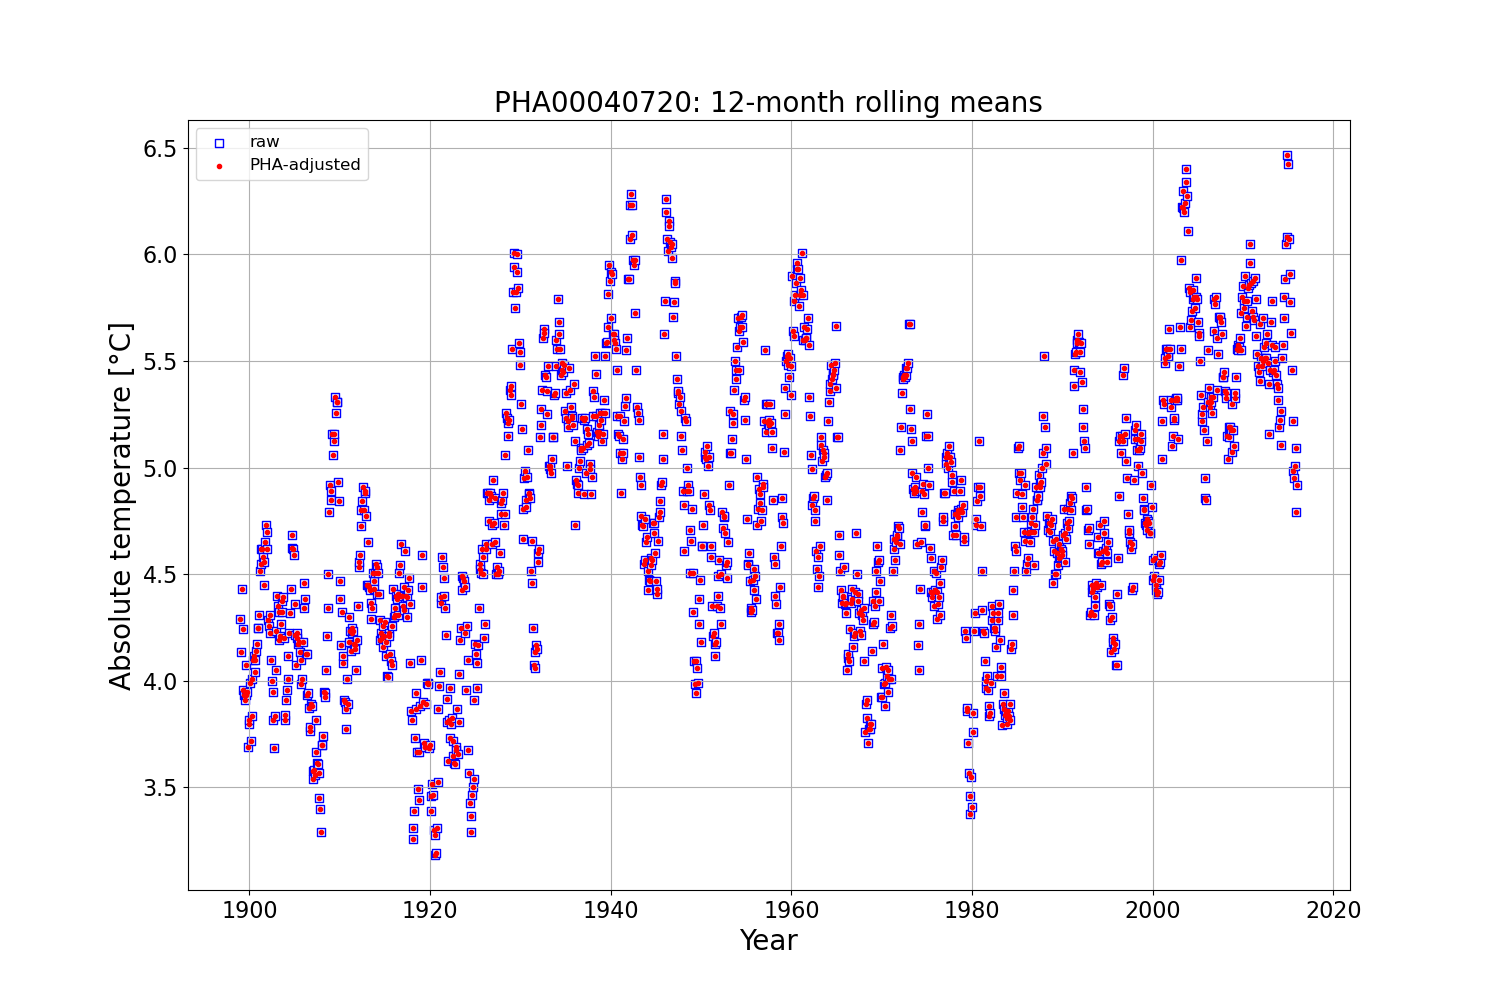 PHA00040720: 12-month rolling means
raw
PHA-adjusted
6.5
6.0
5.5
5.0
4.5
4.0
3.5
Absolute temperature [°C]
1900 1920 1940 1960 1980 2000 2020
Year